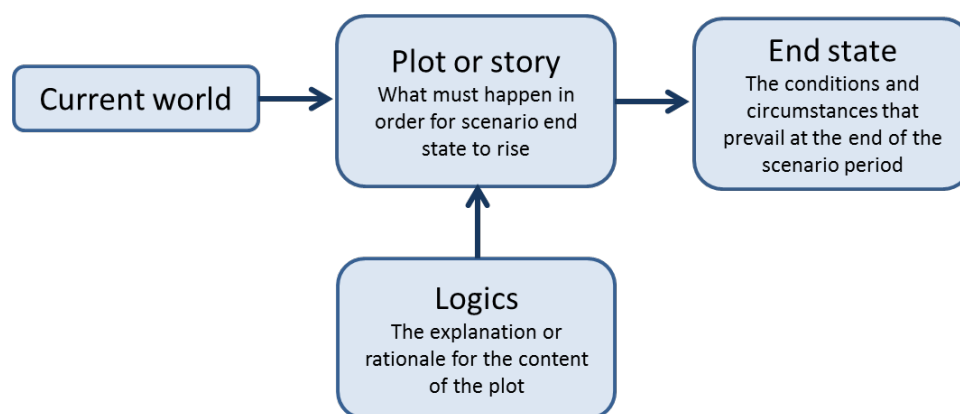 Current world
Plot or story
What must happen in
order for scenario end
state to rise
End state
The conditions and
circumstances that
prevail at the end of the
scenario period
Logics
The explanation or
rationale for the content
of the plot